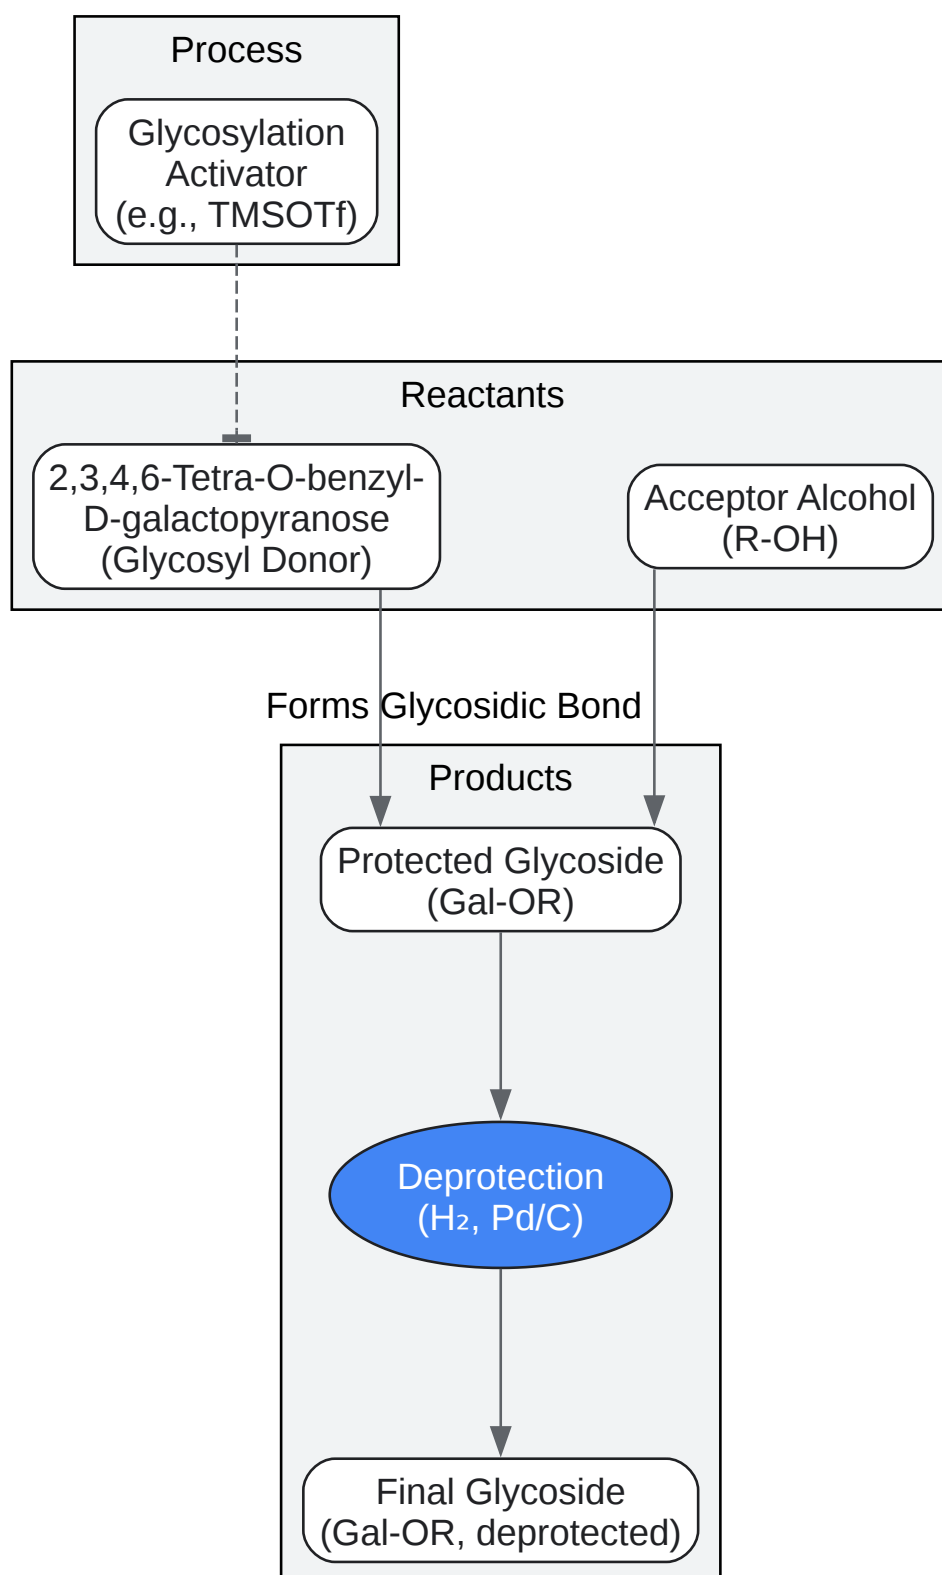 Process
Glycosylation
Activator
(e.g., TMSOTf)
Reactants
2,3,4,6-Tetra-O-benzyl-
D-galactopyranose
(Glycosyl Donor)
Acceptor Alcohol
(R-OH)
Forms Glycosidic Bond
Products
Protected Glycoside
(Gal-OR)
Deprotection
(H₂, Pd/C)
Final Glycoside
(Gal-OR, deprotected)